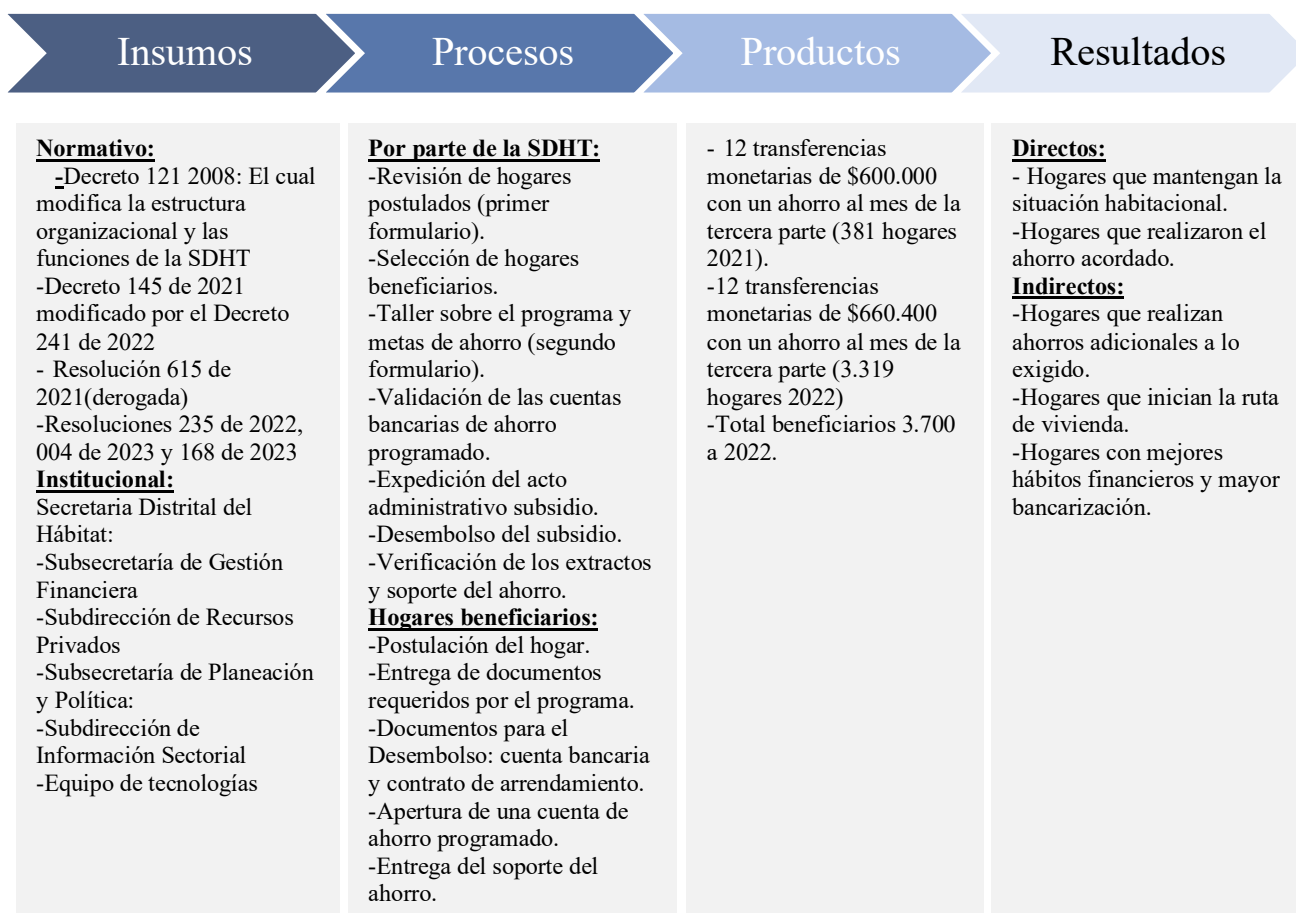 Insumos
Procesos
Productos
Resultados
Normativo:
-Decreto 121 2008: El cual
modifica la estructura
organizacional y las
funciones de la SDHT
-Decreto 145 de 2021
modificado por el Decreto
241 de 2022
- Resolución 615 de
2021(derogada)
-Resoluciones 235 de 2022,
004 de 2023 y 168 de 2023
Institucional:
Secretaria Distrital del
Hábitat:
-Subsecretaría de Gestión
Financiera
-Subdirección de Recursos
Privados
-Subsecretaría de Planeación
y Política:
-Subdirección de
Información Sectorial
-Equipo de tecnologías
Por parte de la SDHT:
-Revisión de hogares
postulados (primer
formulario).
-Selección de hogares
beneficiarios.
-Taller sobre el programa y
metas de ahorro (segundo
formulario).
-Validación de las cuentas
bancarias de ahorro
programado.
-Expedición del acto
administrativo subsidio.
-Desembolso del subsidio.
-Verificación de los extractos
y soporte del ahorro.
Hogares beneficiarios:
-Postulación del hogar.
-Entrega de documentos
requeridos por el programa.
-Documentos para el
Desembolso: cuenta bancaria
y contrato de arrendamiento.
-Apertura de una cuenta de
ahorro programado.
-Entrega del soporte del
ahorro.
- 12 transferencias
monetarias de $600.000
con un ahorro al mes de la
tercera parte (381 hogares
2021).
-12 transferencias
monetarias de $660.400
con un ahorro al mes de la
tercera parte (3.319
hogares 2022)
-Total beneficiarios 3.700
a 2022.
Directos:
- Hogares que mantengan la
situación habitacional.
-Hogares que realizaron el
ahorro acordado.
Indirectos:
-Hogares que realizan
ahorros adicionales a lo
exigido.
-Hogares que inician la ruta
de vivienda.
-Hogares con mejores
hábitos financieros y mayor
bancarización.